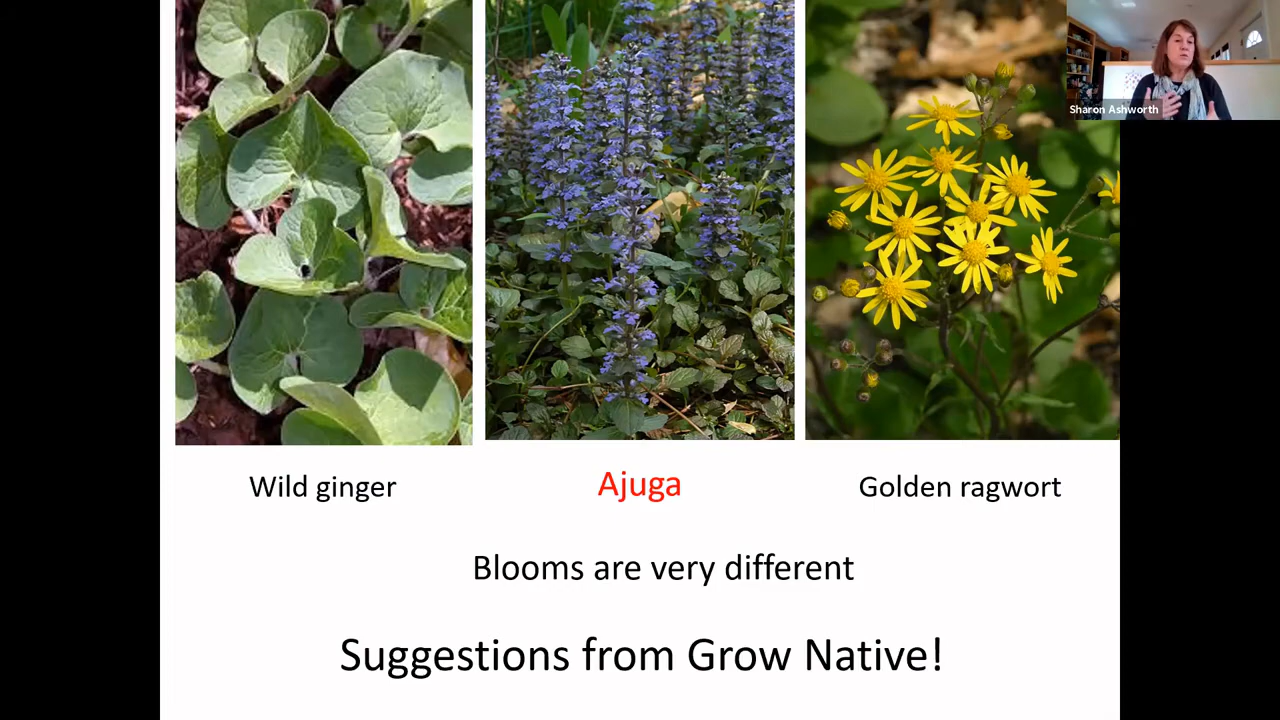 Sharon Ashworth
Wild ginger
Ajuga
Golden ragwort
Blooms are very different
Suggestions from Grow Native!